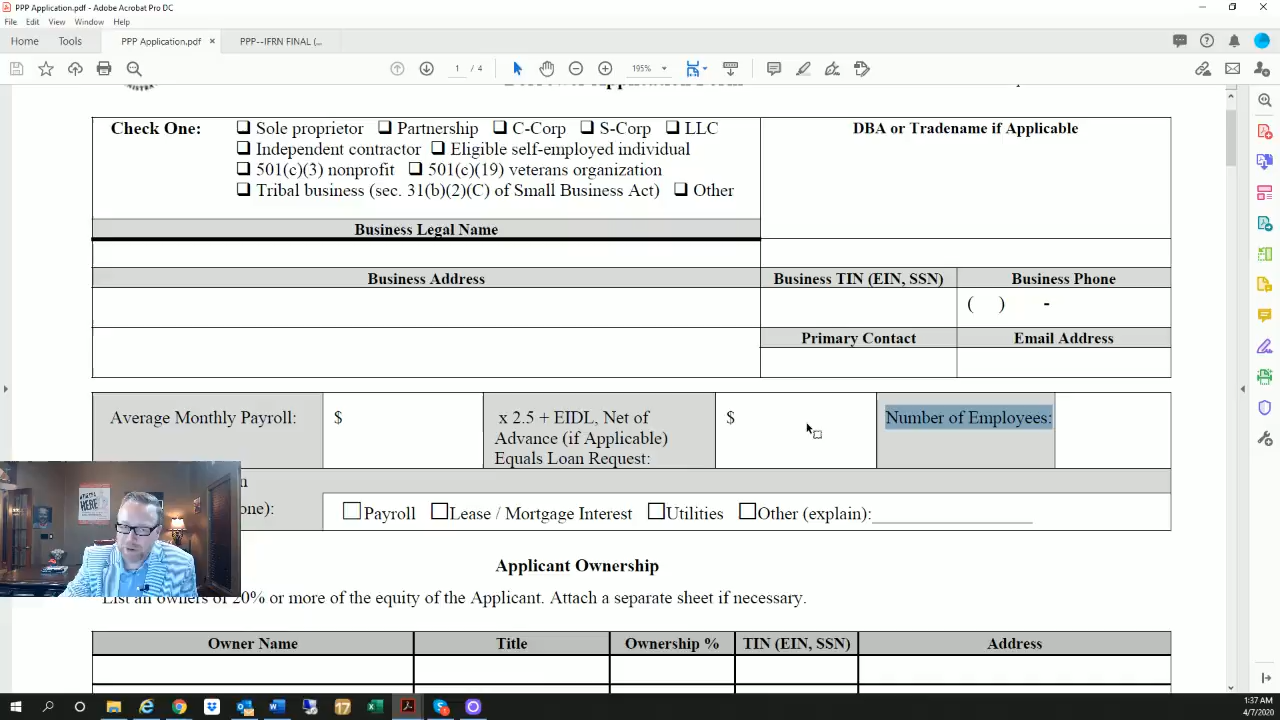 PPP Application.pdf - Adobe Acrobat Pro DC
File Edit View Window Help
Home Tools PPP Application.pdf × PPP--IFRN FINAL (...
1 / 4 195%
Check One: ❑ Sole proprietor ❑ Partnership ❑ C-Corp ❑ S-Corp ❑ LLC
❑ Independent contractor ❑ Eligible self-employed individual
❑ 501(c)(3) nonprofit ❑ 501(c)(19) veterans organization
❑ Tribal business (sec. 31(b)(2)(C) of Small Business Act) ❑ Other
DBA or Tradename if Applicable
Business Legal Name
Business Address
Business TIN (EIN, SSN)
Business Phone
( ) -
Primary Contact
Email Address
Average Monthly Payroll:
$
x 2.5 + EIDL, Net of
Advance (if Applicable)
Equals Loan Request:
$
Number of Employees:
☐ Payroll ☐ Lease / Mortgage Interest ☐ Utilities ☐ Other (explain):____________________
Applicant Ownership
of 20% or more of the equity of the Applicant. Attach a separate sheet if necessary.
Owner Name Title Ownership % TIN (EIN, SSN) Address
HERE
17
1:37 AM
4/7/2020